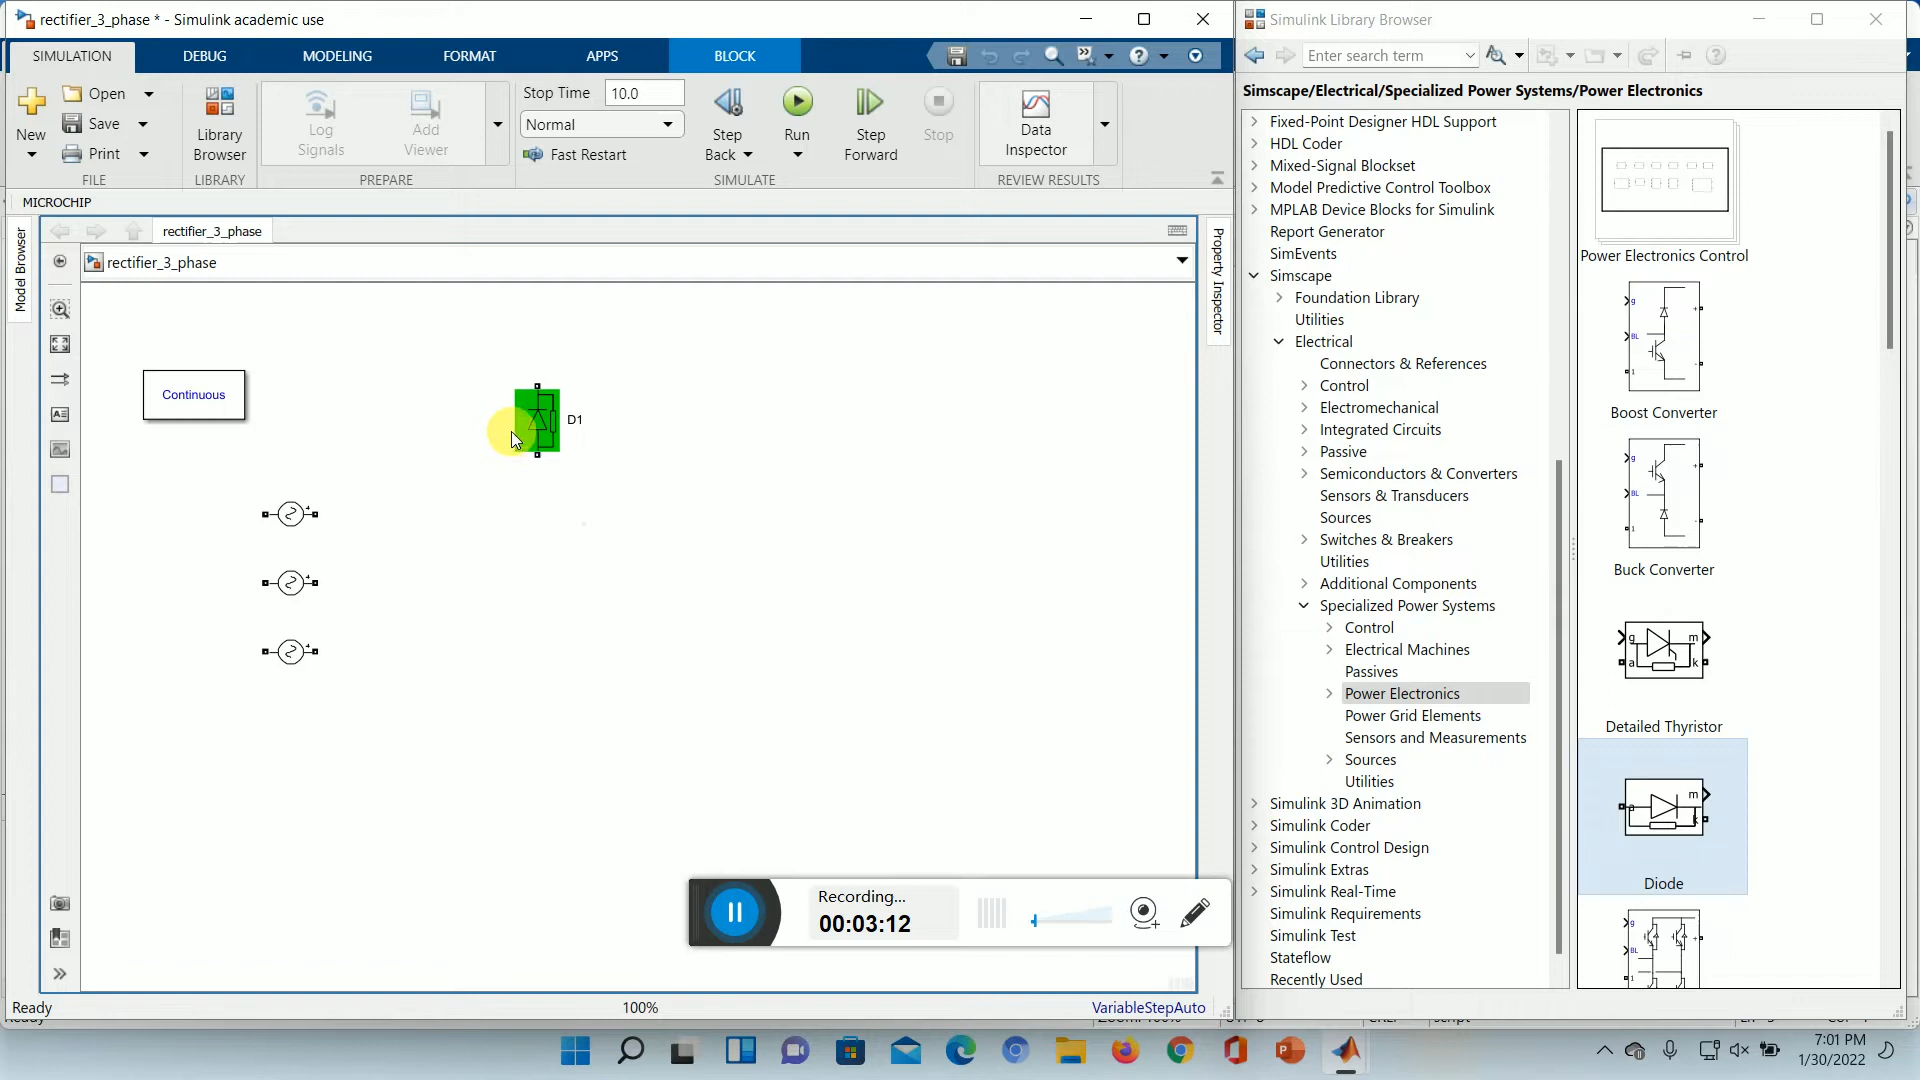 rectifier_3_phase * - Simulink academic use
SIMULATION
DEBUG
MODELING
FORMAT
APPS
BLOCK
New
Open
Save
Print
FILE
Library
Browser
LIBRARY
Log
Signals
Add
Viewer
PREPARE
Stop Time 10.0
Normal
Fast Restart
Step
Back
Run
Step
Forward
Stop
SIMULATE
Data
Inspector
REVIEW RESULTS
MICROCHIP
Model Browser
rectifier_3_phase
rectifier_3_phase
Property Inspector
Continuous
D1
Recording...
00:03:12
Ready
100%
VariableStepAuto
Simulink Library Browser
Enter search term
Simscape/Electrical/Specialized Power Systems/Power Electronics
Fixed-Point Designer HDL Support
HDL Coder
Mixed-Signal Blockset
Model Predictive Control Toolbox
MPLAB Device Blocks for Simulink
Report Generator
SimEvents
Simscape
Foundation Library
Utilities
Electrical
Connectors & References
Control
Electromechanical
Integrated Circuits
Passive
Semiconductors & Converters
Sensors & Transducers
Sources
Switches & Breakers
Utilities
Additional Components
Specialized Power Systems
Control
Electrical Machines
Passives
Power Electronics
Power Grid Elements
Sensors and Measurements
Sources
Utilities
Simulink 3D Animation
Simulink Coder
Simulink Control Design
Simulink Extras
Simulink Real-Time
Simulink Requirements
Simulink Test
Stateflow
Recently Used
Power Electronics Control
g
BL
1
+
-
Boost Converter
g
BL
1
+
-
Buck Converter
g
m
a
k
Detailed Thyristor
m
a
k
Diode
g
BL
1
+
7:01 PM
1/30/2022